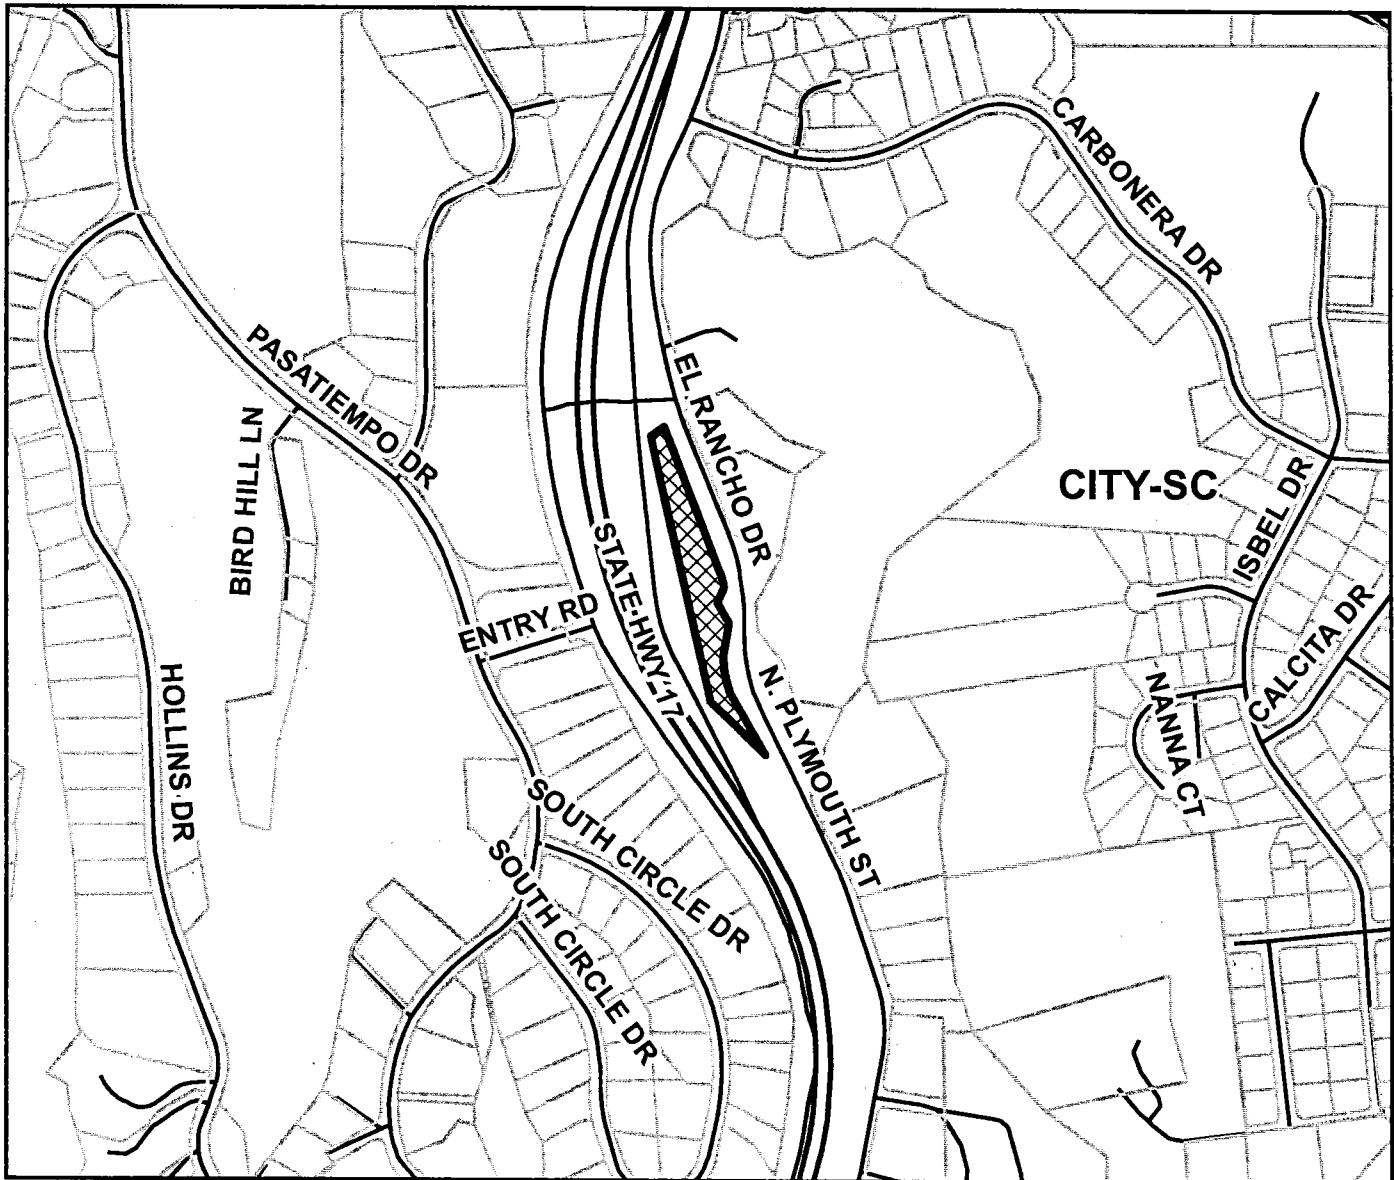 CARBONERA DR
PASATIEMPO DR
EL RANCHO DR
BIRD HILL LN
CITY-SC
ISBEL DR
STATE HWY-17
ENTRY RD
CALCITA DR
HOLLINS DR
N. PLYMOUTH ST
NANNA CT
SOUTH CIRCLE DR
SOUTH CIRCLE DR